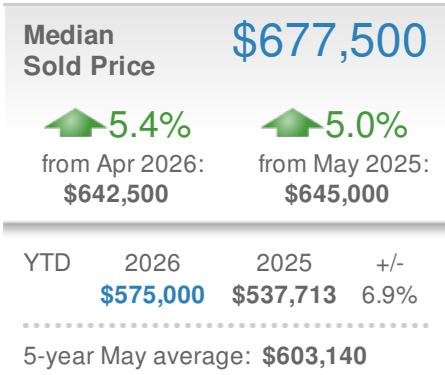 Median $677,500
Sold Price
5.4% 5.0%
from Apr 2026: from May 2025:
$642,500 $645,000
YTD 2026 2025 +/-
$575,000 $537,713 6.9%
5-year May average: $603,140